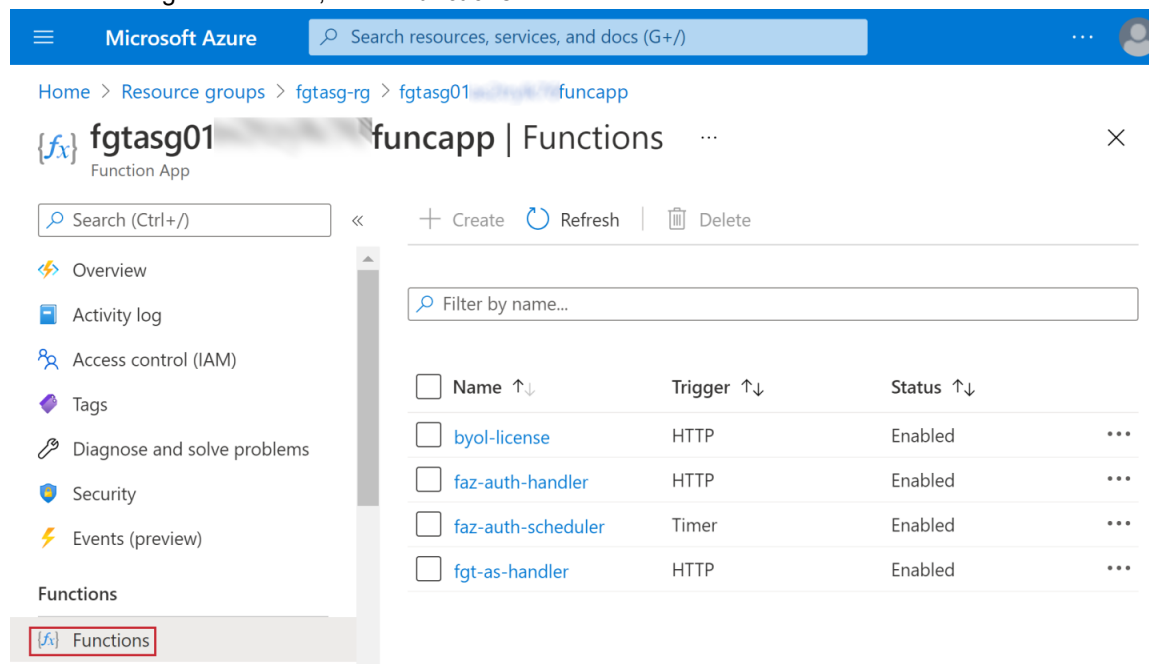 Microsoft Azure
Search resources, services, and docs (G+/)
Home > Resource groups > fgtasg-rg > fgtasg01 funcapp
{fx} fgtasg01 funcapp | Functions ...
Function App
Search (Ctrl+/) «
+ Create Refresh Delete
Overview
Filter by name...
Activity log
Access control (IAM)
Name ↑↓ Trigger ↑↓ Status ↑↓
Tags
byol-license HTTP Enabled
Diagnose and solve problems
faz-auth-handler HTTP Enabled
Security
faz-auth-scheduler Timer Enabled
Events (preview)
fgt-as-handler HTTP Enabled
Functions
{fx} Functions